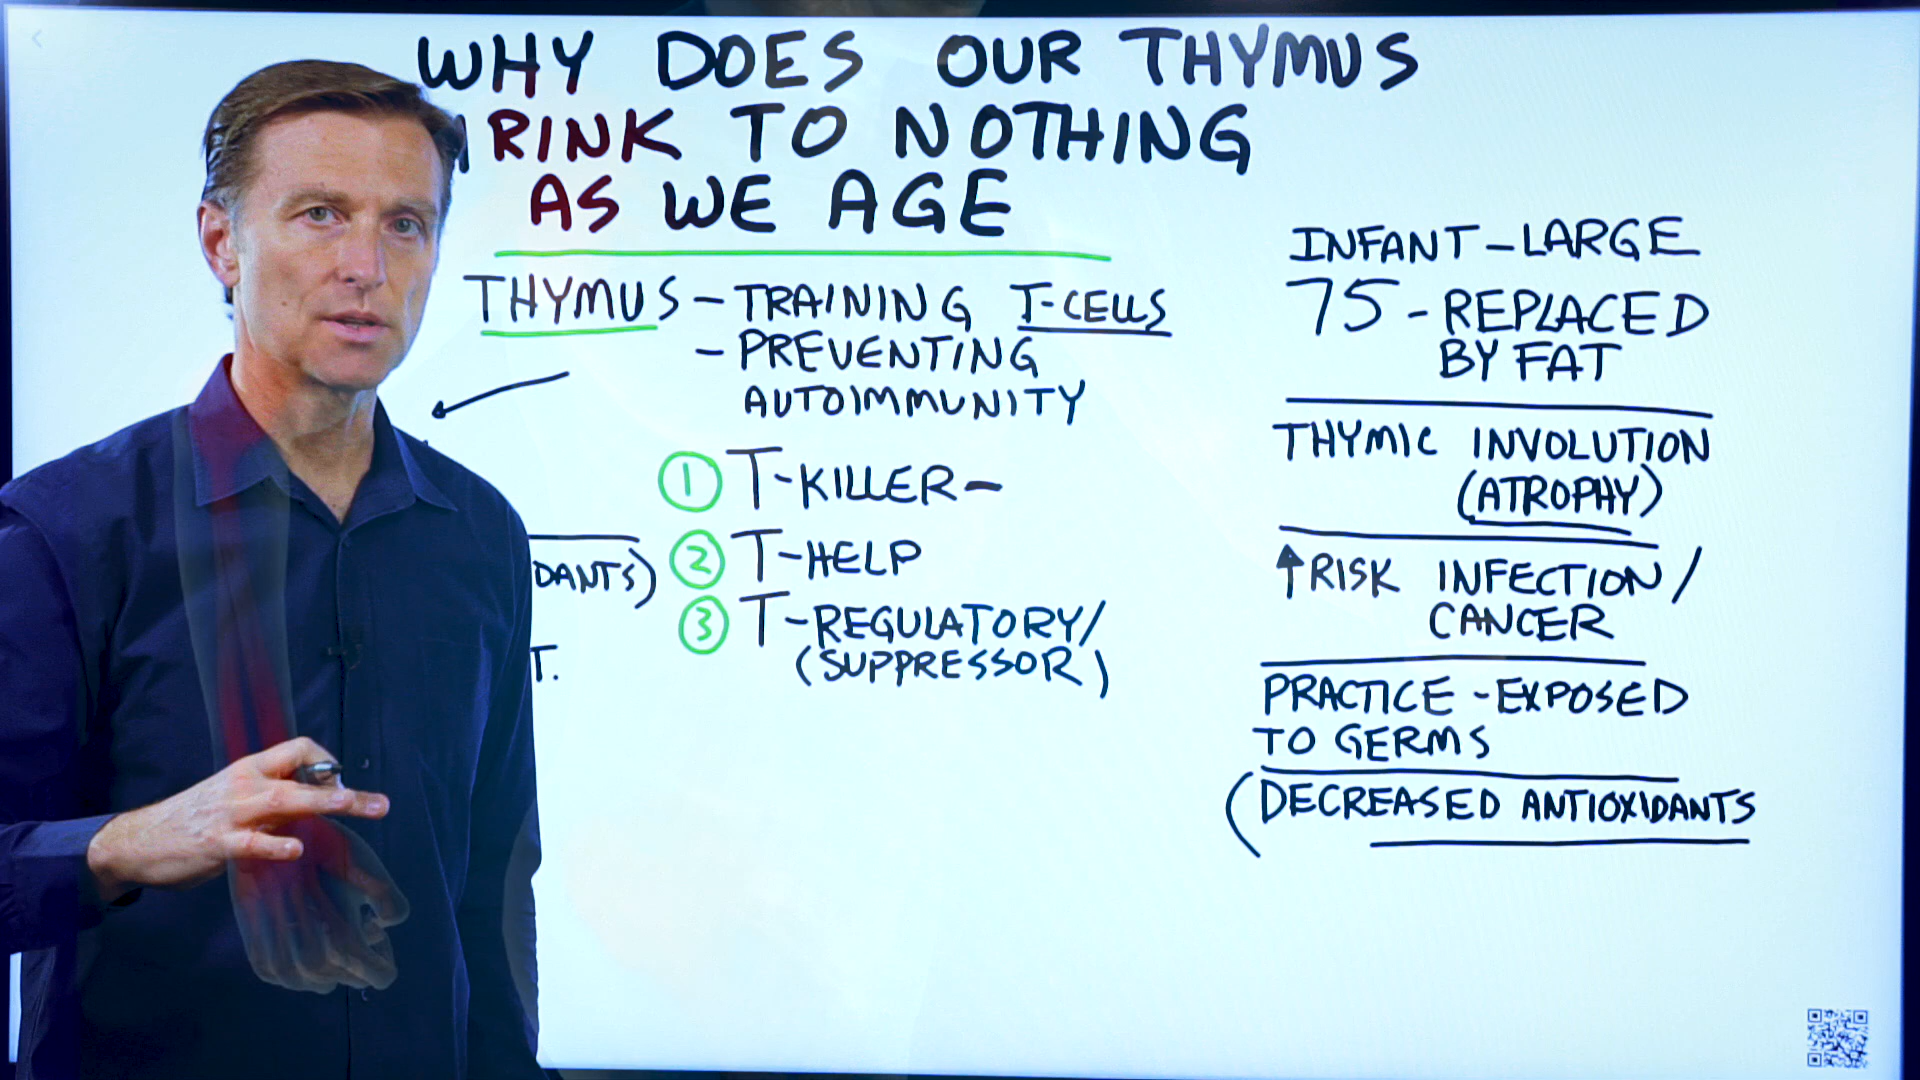 WHY DOES OUR THYMUS
RINK TO NOTHING
AS WE AGE
THYMUS - TRAINING T-CELLS
- PREVENTING
AUTOIMMUNITY
① T-KILLER -
② T-HELP
③ T-REGULATORY/
(SUPPRESSOR)
DANTS)
T.
INFANT - LARGE
75 - REPLACED
BY FAT
THYMIC INVOLUTION
(ATROPHY)
↑RISK INFECTION/
CANCER
PRACTICE - EXPOSED
TO GERMS
(DECREASED ANTIOXIDANTS